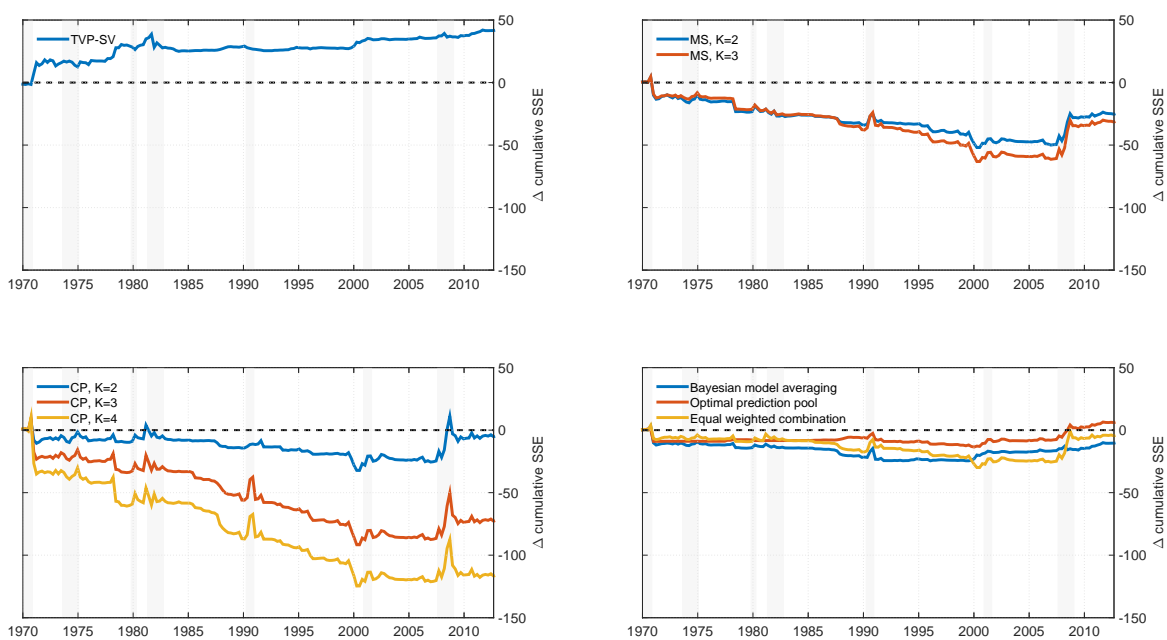 TVP-SV
50
0
-50
-100
-150
Δ cumulative SSE
1970 1975 1980 1985 1990 1995 2000 2005 2010
MS, K=2
MS, K=3
50
0
-50
-100
-150
Δ cumulative SSE
1970 1975 1980 1985 1990 1995 2000 2005 2010
CP, K=2
CP, K=3
CP, K=4
50
0
-50
-100
-150
Δ cumulative SSE
1970 1975 1980 1985 1990 1995 2000 2005 2010
Bayesian model averaging
Optimal prediction pool
Equal weighted combination
50
0
-50
-100
-150
Δ cumulative SSE
1970 1975 1980 1985 1990 1995 2000 2005 2010